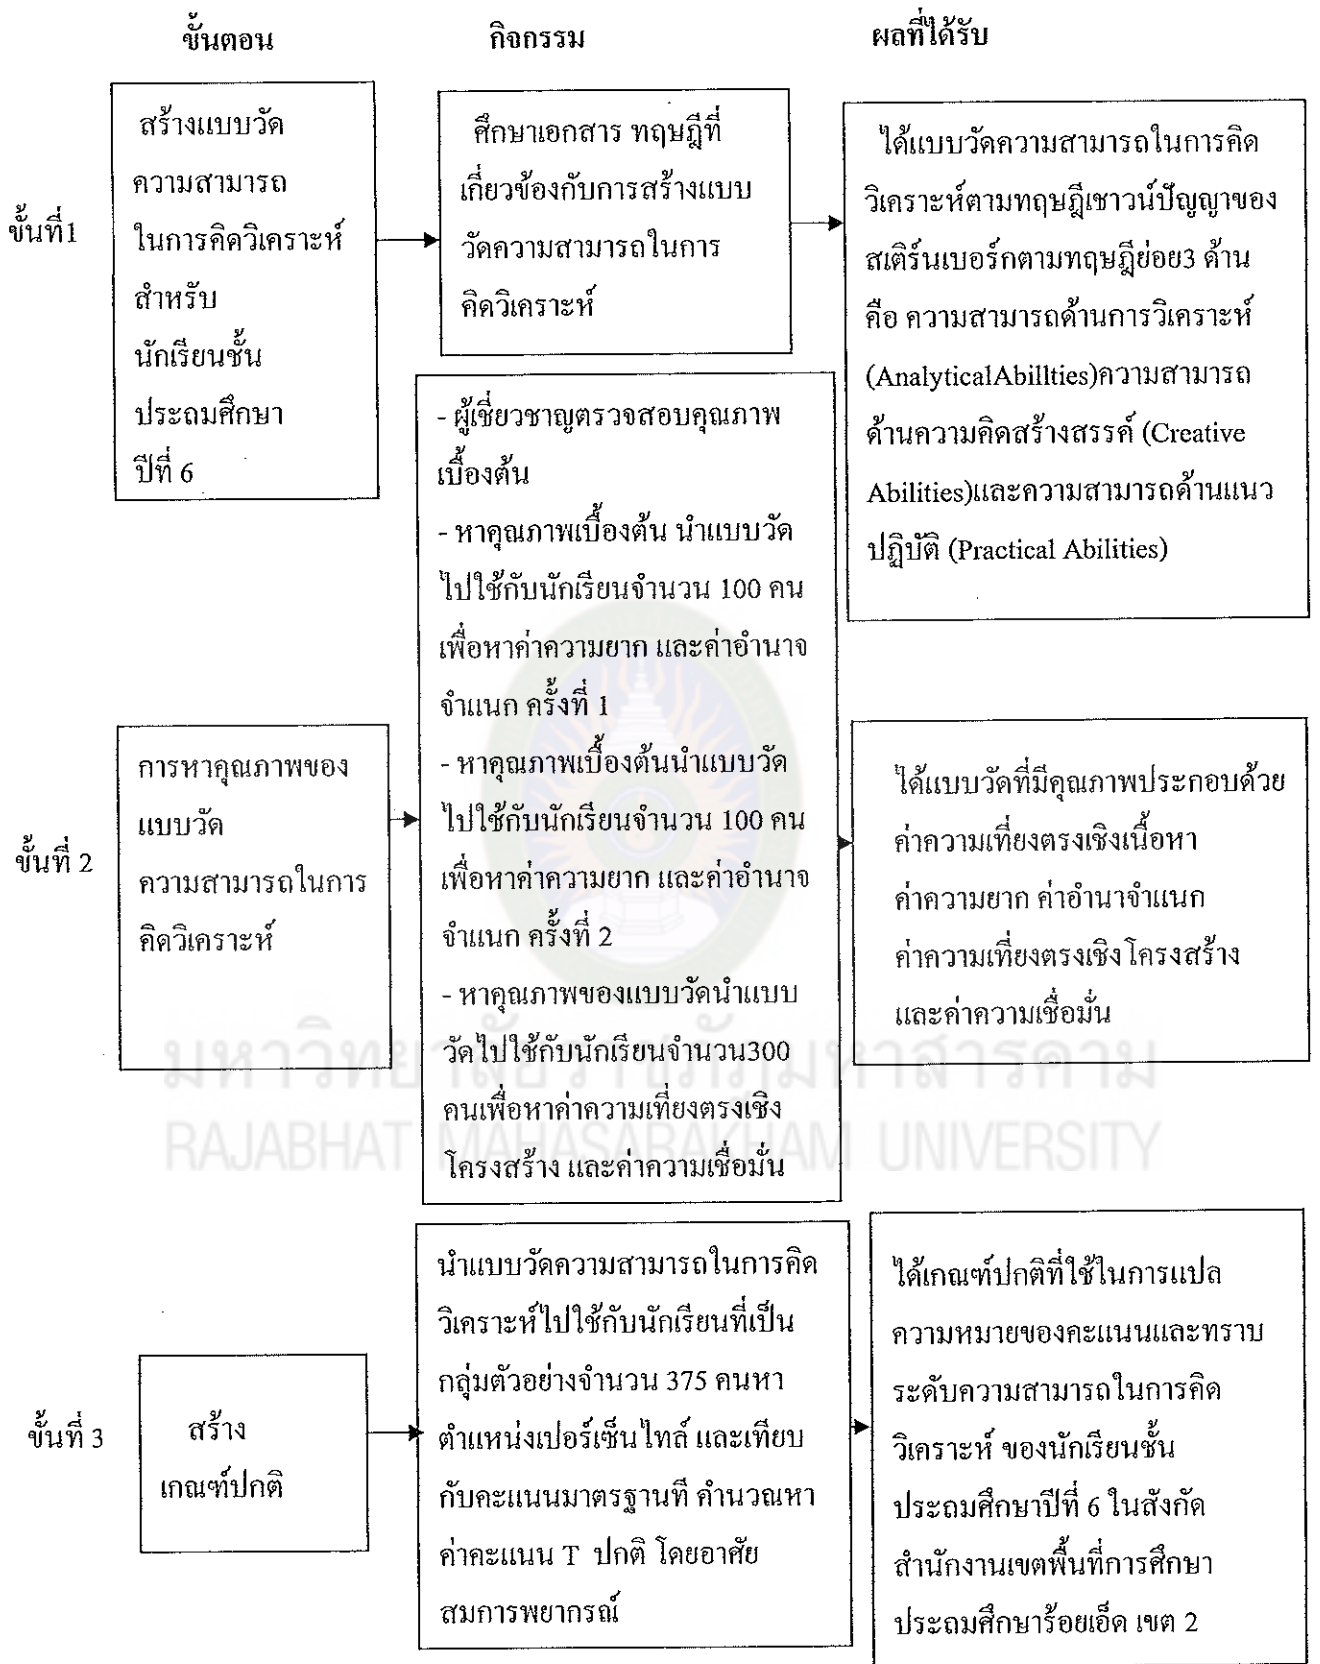 ขั้นตอน กิจกรรม ผลที่ได้รับ
ขั้นที่1
สร้างแบบวัด
ความสามารถ
ในการคิดวิเคราะห์
สำหรับ
นักเรียนชั้น
ประถมศึกษา
ปีที่ 6
ศึกษาเอกสาร ทฤษฎีที่
เกี่ยวข้องกับการสร้างแบบ
วัดความสามารถในการ
คิดวิเคราะห์
ได้แบบวัดความสามารถในการคิด
วิเคราะห์ตามทฤษฎีเชาวน์ปัญญาของ
สเติร์นเบอร์กตามทฤษฎีย่อย3 ด้าน
คือ ความสามารถด้านการวิเคราะห์
(AnalyticalAbillties)ความสามารถ
ด้านความคิดสร้างสรรค์ (Creative
Abilities)และความสามารถด้านแนว
ปฏิบัติ (Practical Abilities)
ขั้นที่ 2
การหาคุณภาพของ
แบบวัด
ความสามารถในการ
คิดวิเคราะห์
- ผู้เชี่ยวชาญตรวจสอบคุณภาพ
เบื้องต้น
- หาคุณภาพเบื้องต้น นำแบบวัด
ไปใช้กับนักเรียนจำนวน 100 คน
เพื่อหาค่าความยาก และค่าอำนาจ
จำแนก ครั้งที่ 1
- หาคุณภาพเบื้องต้นนำแบบวัด
ไปใช้กับนักเรียนจำนวน 100 คน
เพื่อหาค่าความยาก และค่าอำนาจ
จำแนก ครั้งที่ 2
- หาคุณภาพของแบบวัดนำแบบ
วัดไปใช้กับนักเรียนจำนวน300
คนเพื่อหาค่าความเที่ยงตรงเชิง
โครงสร้าง และค่าความเชื่อมั่น
ได้แบบวัดที่มีคุณภาพประกอบด้วย
ค่าความเที่ยงตรงเชิงเนื้อหา
ค่าความยาก ค่าอำนาจำแนก
ค่าความเที่ยงตรงเชิงโครงสร้าง
และค่าความเชื่อมั่น
มหาวิทยาลัยราชภัฏมหาสารคาม
RAJABHAT MAHASARAKHAM UNIVERSITY
ขั้นที่ 3
สร้าง
เกณฑ์ปกติ
นำแบบวัดความสามารถในการคิด
วิเคราะห์ไปใช้กับนักเรียนที่เป็น
กลุ่มตัวอย่างจำนวน 375 คนหา
ตำแหน่งเปอร์เซ็นไทล์ และเทียบ
กับคะแนนมาตรฐานที คำนวณหา
ค่าคะแนน T ปกติ โดยอาศัย
สมการพยากรณ์
ได้เกณฑ์ปกติที่ใช้ในการแปล
ความหมายของคะแนนและทราบ
ระดับความสามารถในการคิด
วิเคราะห์ ของนักเรียนชั้น
ประถมศึกษาปีที่ 6 ในสังกัด
สำนักงานเขตพื้นที่การศึกษา
ประถมศึกษาร้อยเอ็ด เขต 2